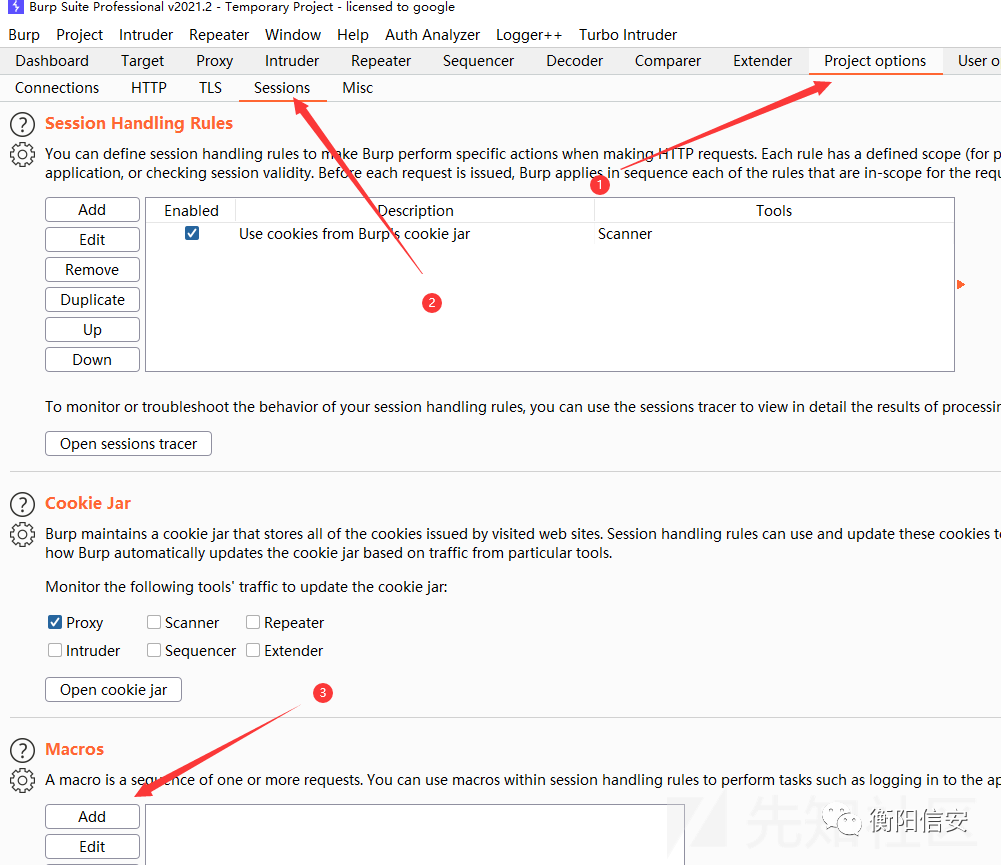 Burp Suite Professional v2021.2 - Temporary Project - licensed to google
Burp Project Intruder Repeater Window Help Auth Analyzer Logger++ Turbo Intruder
Dashboard Target Proxy Intruder Repeater Sequencer Decoder Comparer Extender Project options User o
Connections HTTP TLS Sessions Misc
? Session Handling Rules
You can define session handling rules to make Burp perform specific actions when making HTTP requests. Each rule has a defined scope (for p
application, or checking session validity. Before each request is issued, Burp applies in sequence each of the rules that are in-scope for the requ
1
Add Enabled Description Tools
Edit Use cookies from Burp's cookie jar Scanner
Remove
Duplicate 2
Up
Down
To monitor or troubleshoot the behavior of your session handling rules, you can use the sessions tracer to view in detail the results of processin
Open sessions tracer
? Cookie Jar
Burp maintains a cookie jar that stores all of the cookies issued by visited web sites. Session handling rules can use and update these cookies t
how Burp automatically updates the cookie jar based on traffic from particular tools.
Monitor the following tools' traffic to update the cookie jar:
Proxy Scanner Repeater
Intruder Sequencer Extender
Open cookie jar 3
? Macros
A macro is a sequence of one or more requests. You can use macros within session handling rules to perform tasks such as logging in to the ap
Add
先知社区
衡阳信安
Edit